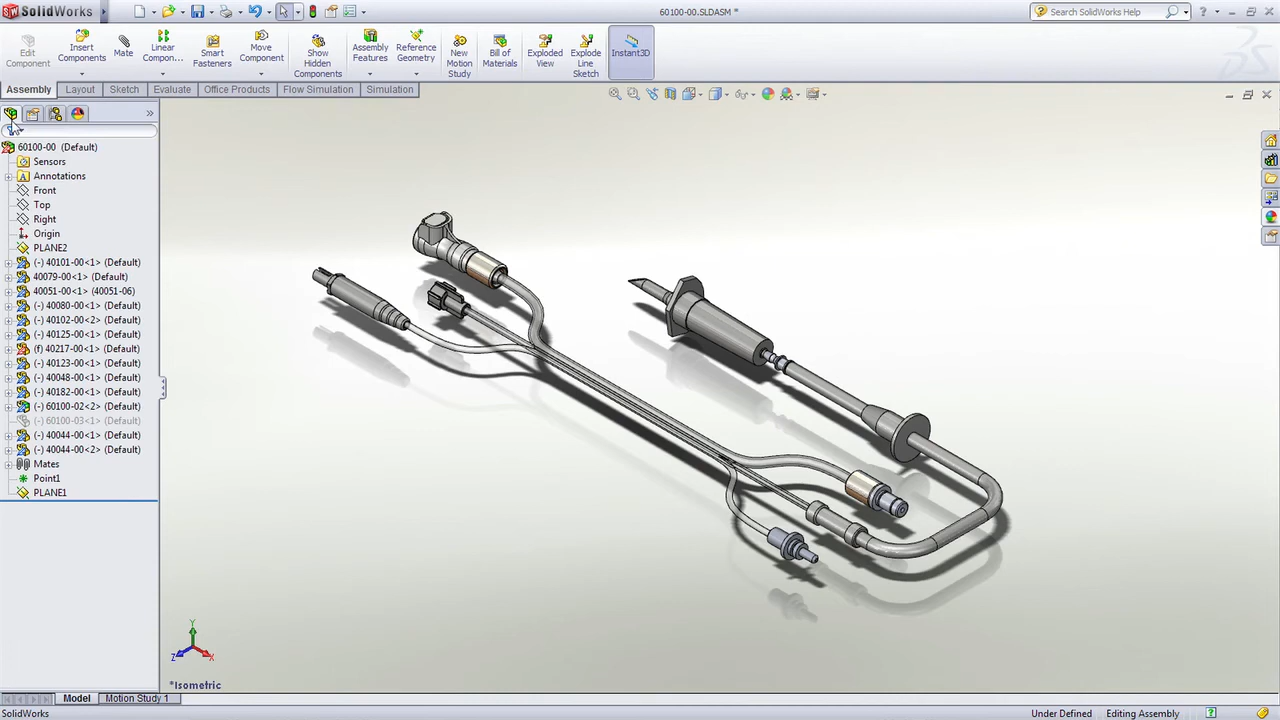 SolidWorks
60100-00.SLDASM *
Search SolidWorks Help
Edit Component
Insert Components
Mate
Linear Compon...
Smart Fasteners
Move Component
Show Hidden Components
Assembly Features
Reference Geometry
New Motion Study
Bill of Materials
Exploded View
Explode Line Sketch
Instant3D
Assembly
Layout
Sketch
Evaluate
Office Products
Flow Simulation
Simulation
60100-00 (Default)
Sensors
Annotations
Front
Top
Right
Origin
PLANE2
(-) 40101-00<1> (Default)
40079-00<1> (Default)
40051-00<1> (40051-06)
(-) 40080-00<1> (Default)
(-) 40102-00<2> (Default)
(-) 40125-00<1> (Default)
(f) 40217-00<1> (Default)
(-) 40123-00<1> (Default)
(-) 40048-00<1> (Default)
(-) 40182-00<1> (Default)
(-) 60100-02<2> (Default)
(-) 60100-03<1> (Default)
(-) 40044-00<1> (Default)
(-) 40044-00<2> (Default)
Mates
Point1
PLANE1
Y
Z
X
*Isometric
Model
Motion Study 1
SolidWorks
Under Defined
Editing Assembly